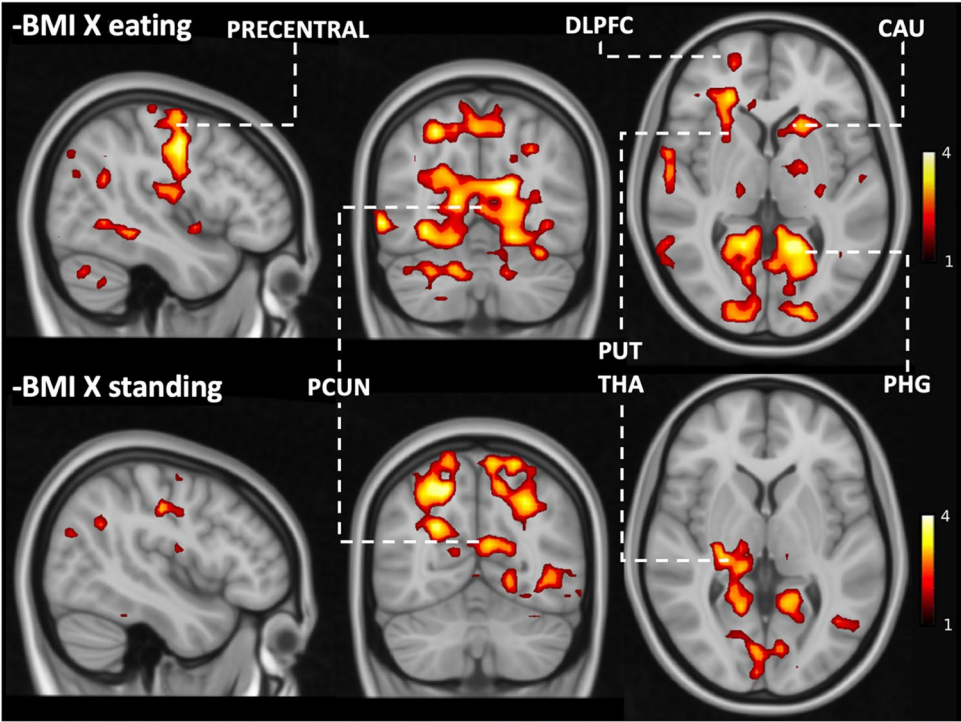 -BMI X eating
PRECENTRAL
DLPFC
CAU
4
1
PUT
-BMI X standing
PCUN
THA
PHG
4
1